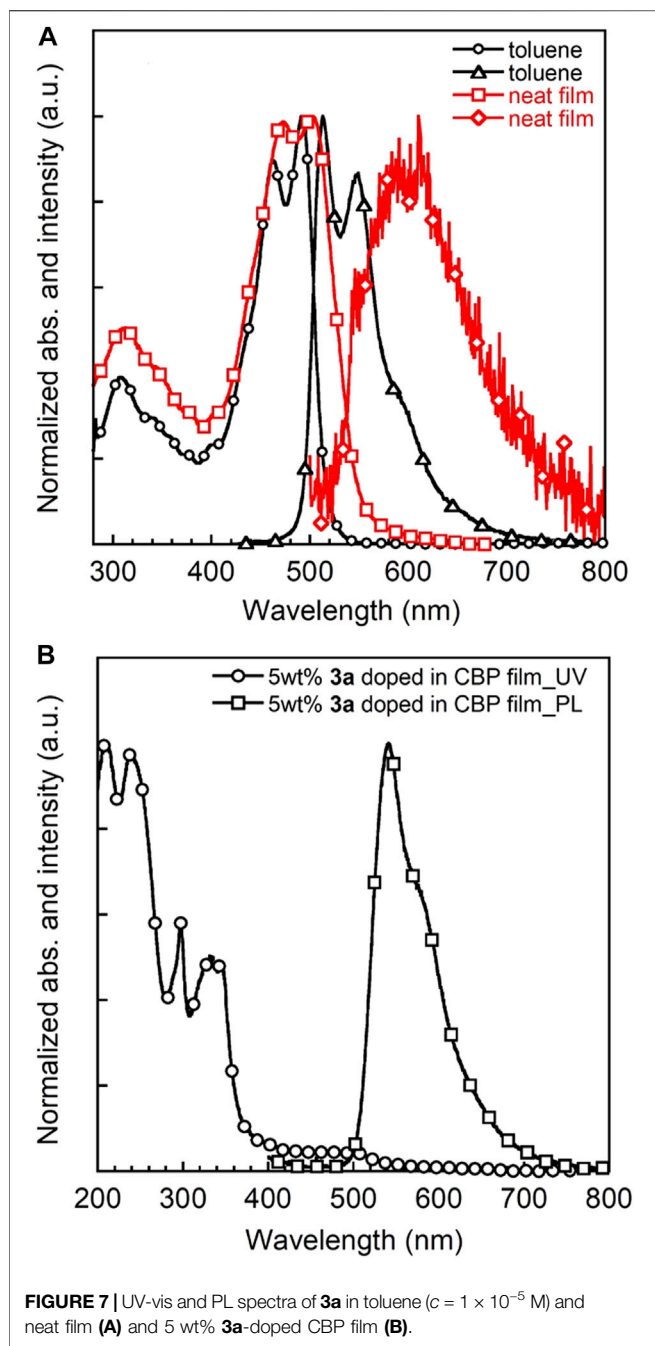 A
toluene
toluene
neat film
neat film
Normalized abs. and intensity (a.u.)
300 400 500 600 700 800
Wavelength (nm)
B
5wt% 3a doped in CBP film_UV
5wt% 3a doped in CBP film_PL
Normalized abs. and intensity (a.u.)
200 300 400 500 600 700 800
Wavelength (nm)
FIGURE 7 | UV-vis and PL spectra of 3a in toluene (c = 1 × 10⁻⁵ M) and
neat film (A) and 5 wt% 3a-doped CBP film (B).